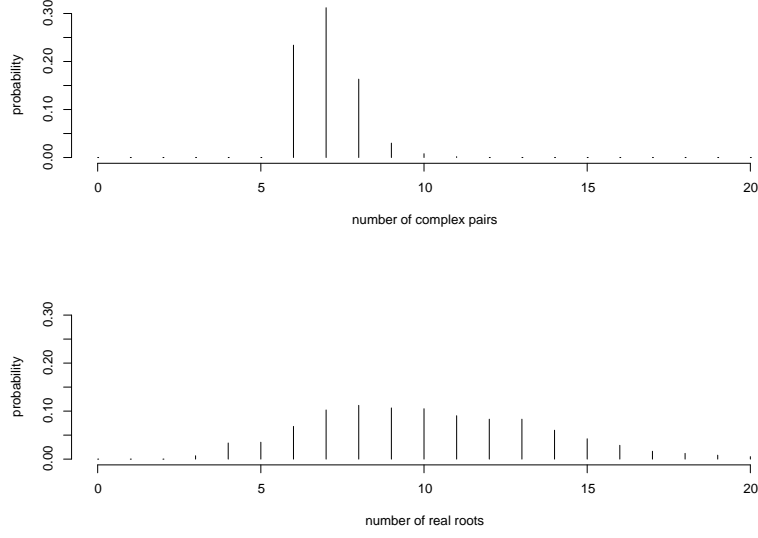 0.00 0.10 0.20 0.30
probability
0 5 10 15 20
number of complex pairs
0.00 0.10 0.20 0.30
probability
0 5 10 15 20
number of real roots